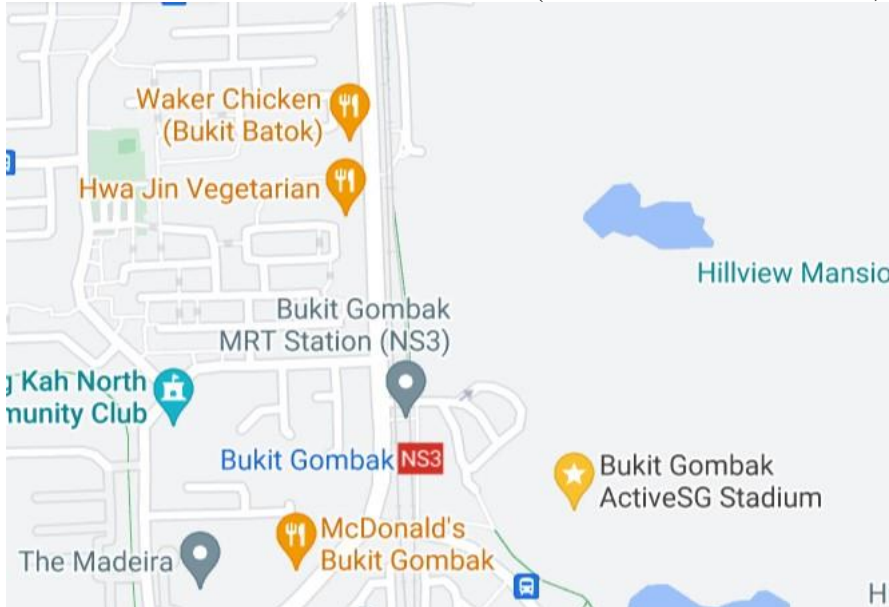 Waker Chicken
(Bukit Batok)
Hwa Jin Vegetarian
Hillview Mansio
Bukit Gombak
MRT Station (NS3)
g Kah North
munity Club
Bukit Gombak NS3
Bukit Gombak
ActiveSG Stadium
McDonald's
Bukit Gombak
The Madeira
H